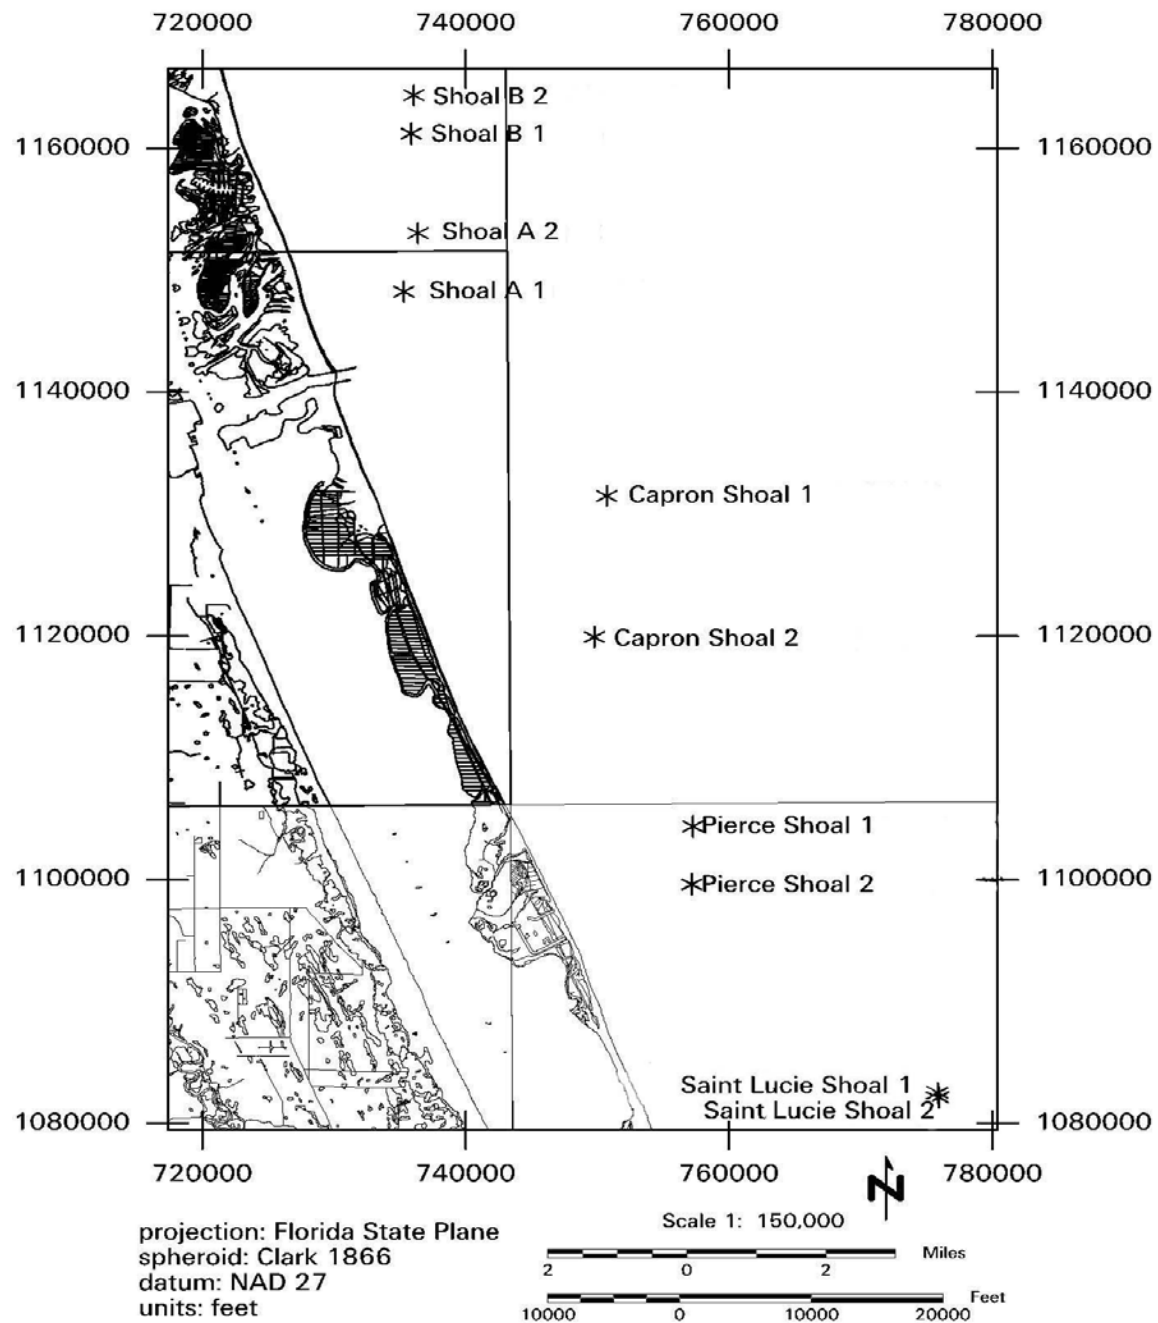 720000 740000 760000 780000
Shoal B 2
Shoal B 1
1160000 1160000
Shoal A 2
Shoal A 1
1140000 1140000
Capron Shoal 1
1120000 1120000
Capron Shoal 2
Pierce Shoal 1
1100000 Pierce Shoal 2 1100000
Saint Lucie Shoal 1
Saint Lucie Shoal 2
1080000 1080000
720000 740000 760000 780000
N
projection: Florida State Plane
spheroid: Clark 1866
datum: NAD 27
units: feet
Scale 1: 150,000
Miles
2 0 2
Feet
10000 0 10000 20000